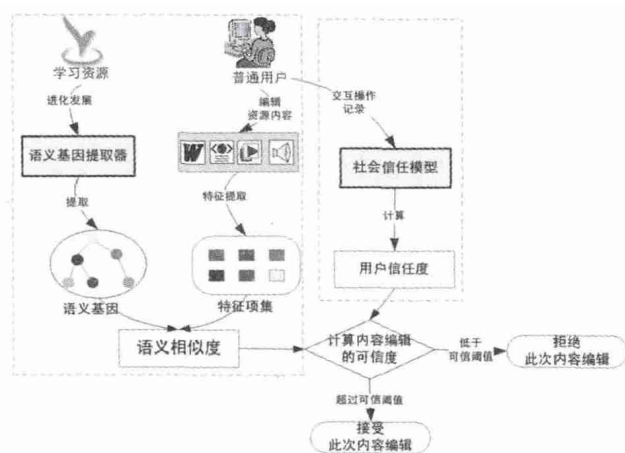 学习资源
普通用户
进化发展
编辑
资源内容
交互操作
记录
语义基因提取器
W
社会信任模型
提取
特征提取
计算
用户信任度
语义基因
特征项集
语义相似度
计算内容编辑
的可信度
低于
可信阈值
拒绝
此次内容编辑
超过可信阈值
接受
此次内容编辑